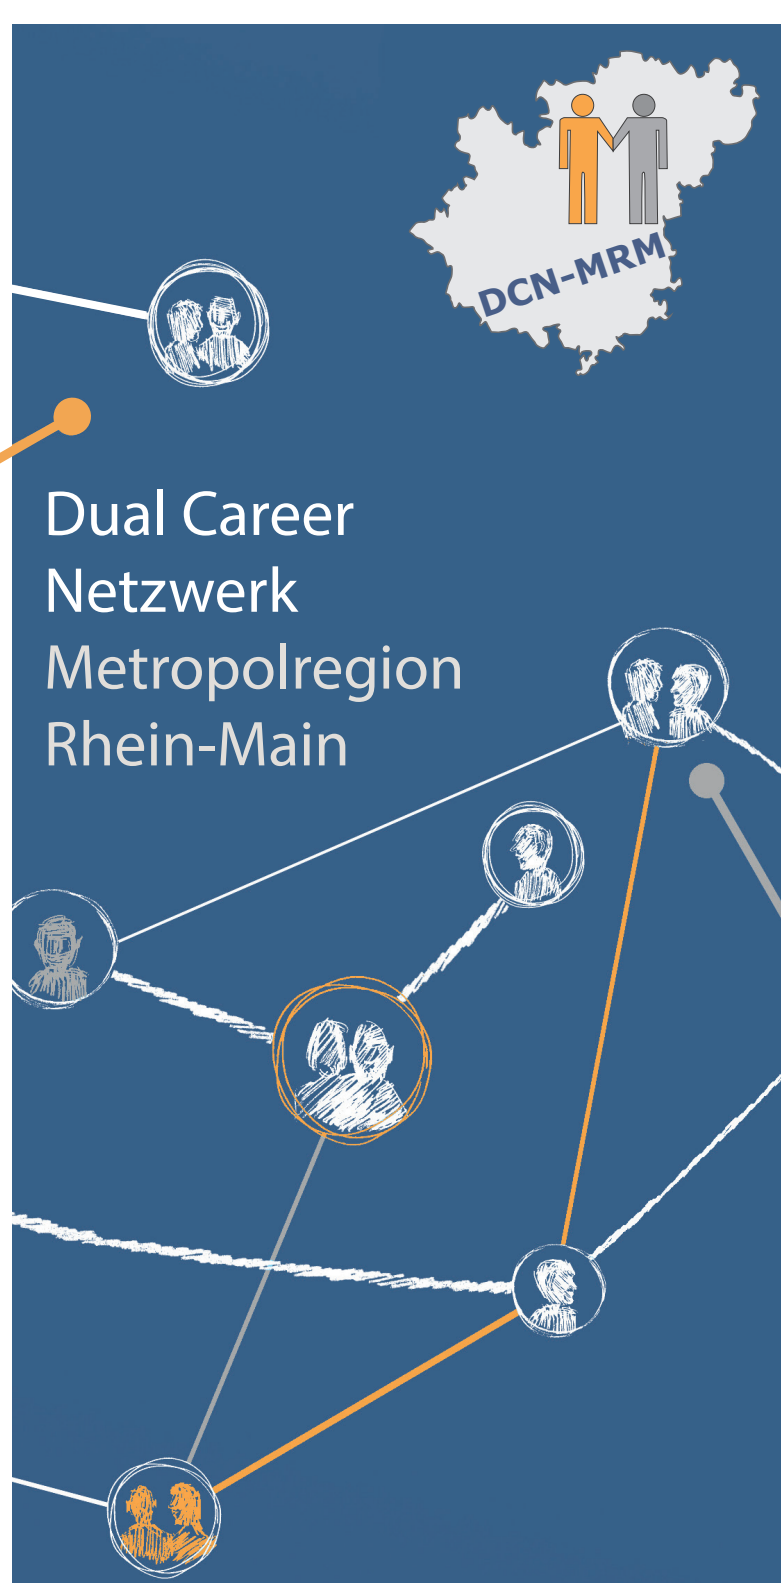 DCN-MRM
Dual Career
Netzwerk
Metropolregion
Rhein-Main